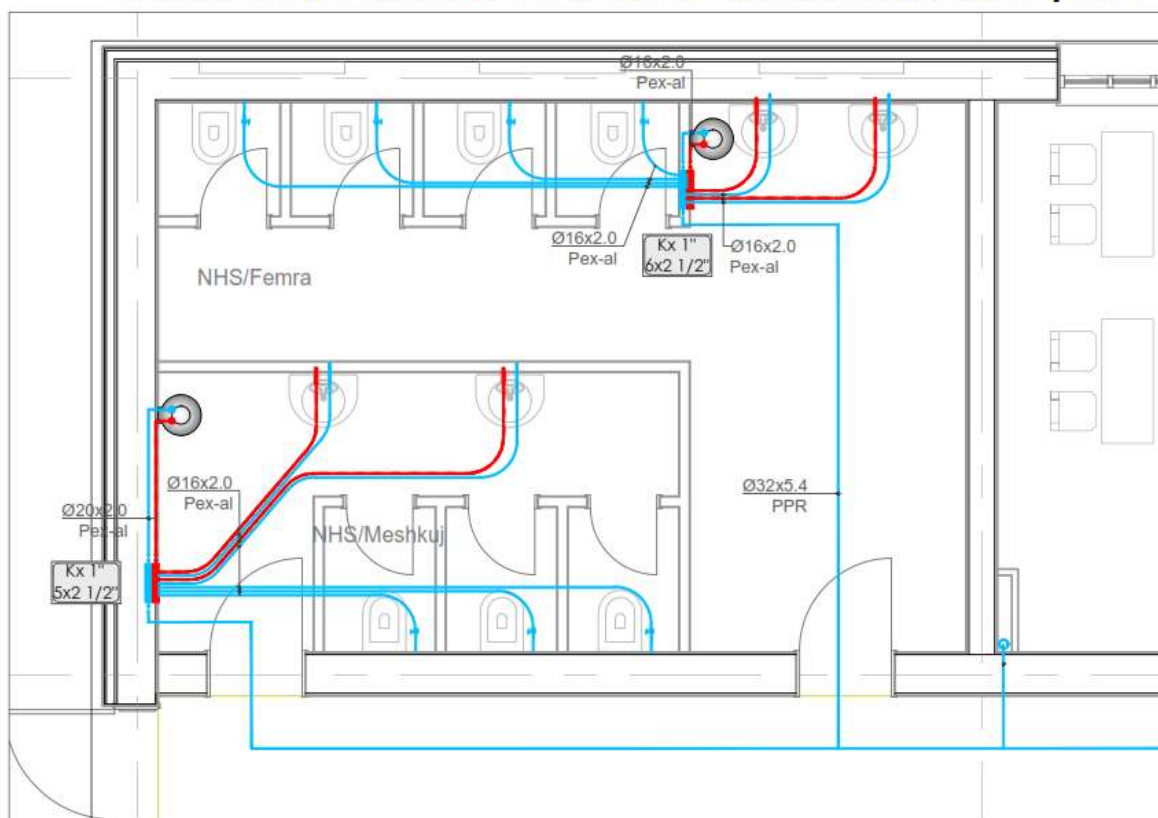 Ø16x2.0
Pex-al
Ø16x2.0
Pex-al
Kx 1"
6x2 1/2"
Ø16x2.0
Pex-al
NHS/Femra
Ø16x2.0
Pex-al
Ø20x2.0
Pex-al
Ø32x5.4
PPR
NHS/Meshkuj
Kx 1"
5x2 1/2"